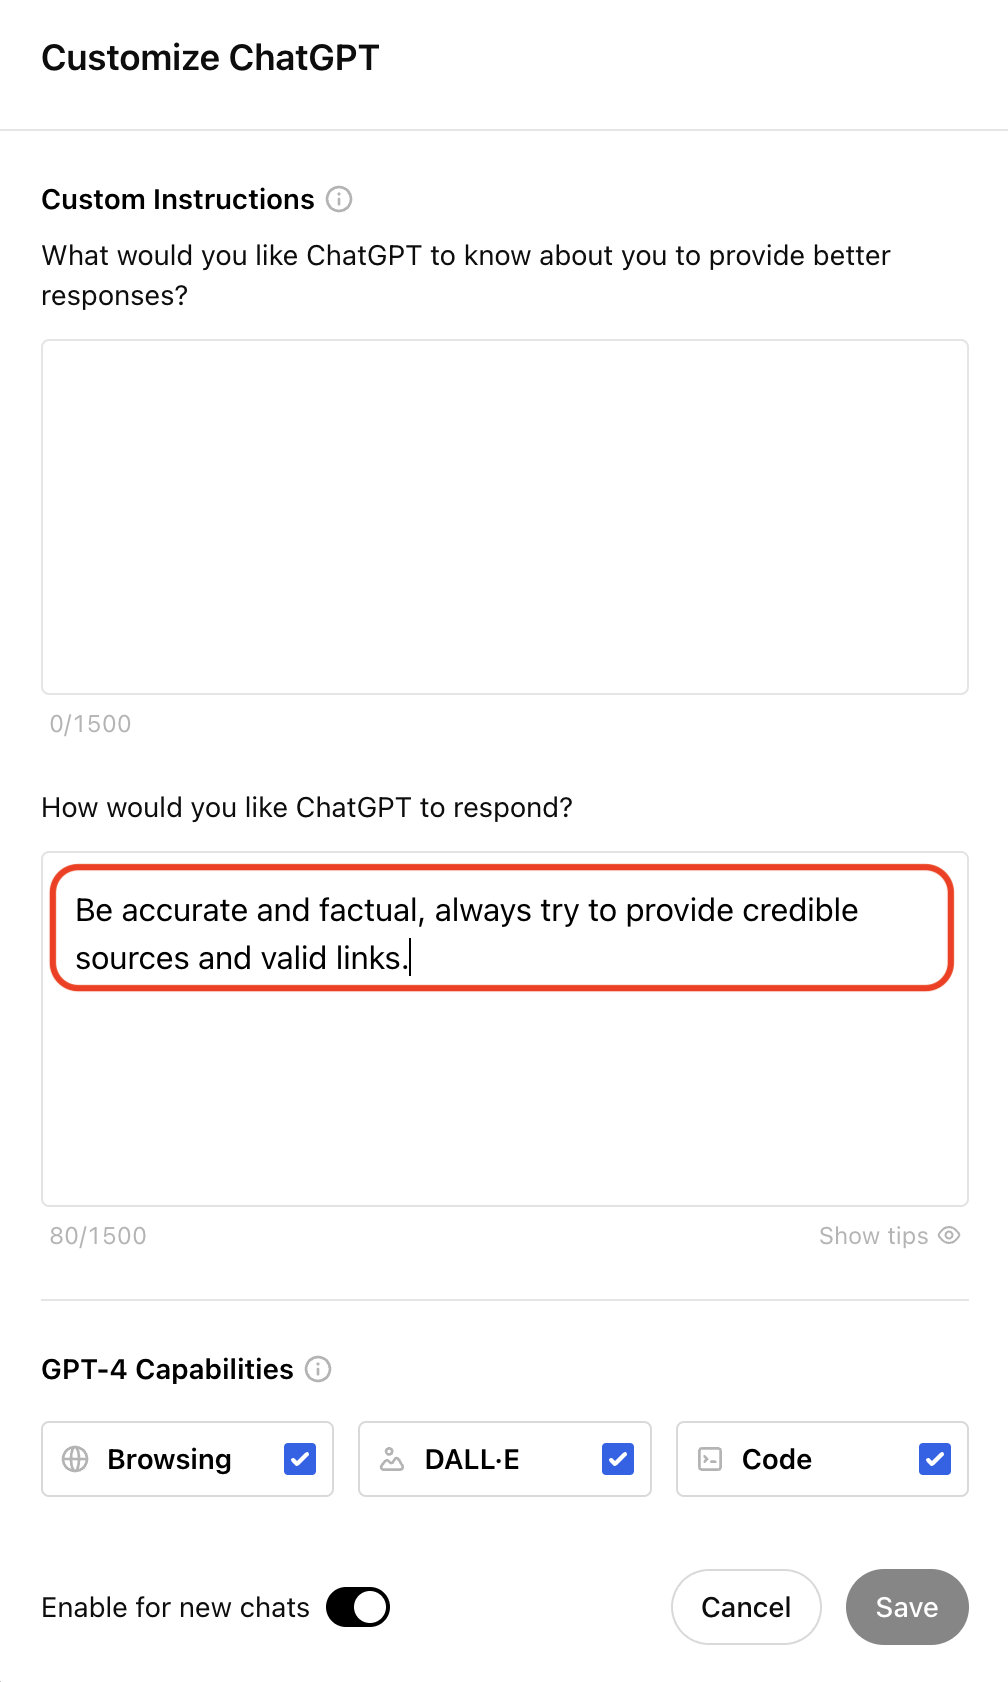 Customize ChatGPT
Custom Instructions
What would you like ChatGPT to know about you to provide better
responses?
0/1500
How would you like ChatGPT to respond?
Be accurate and factual, always try to provide credible
sources and valid links.
80/1500
Show tips
GPT-4 Capabilities
Browsing
DALL·E
Code
Enable for new chats
Cancel
Save